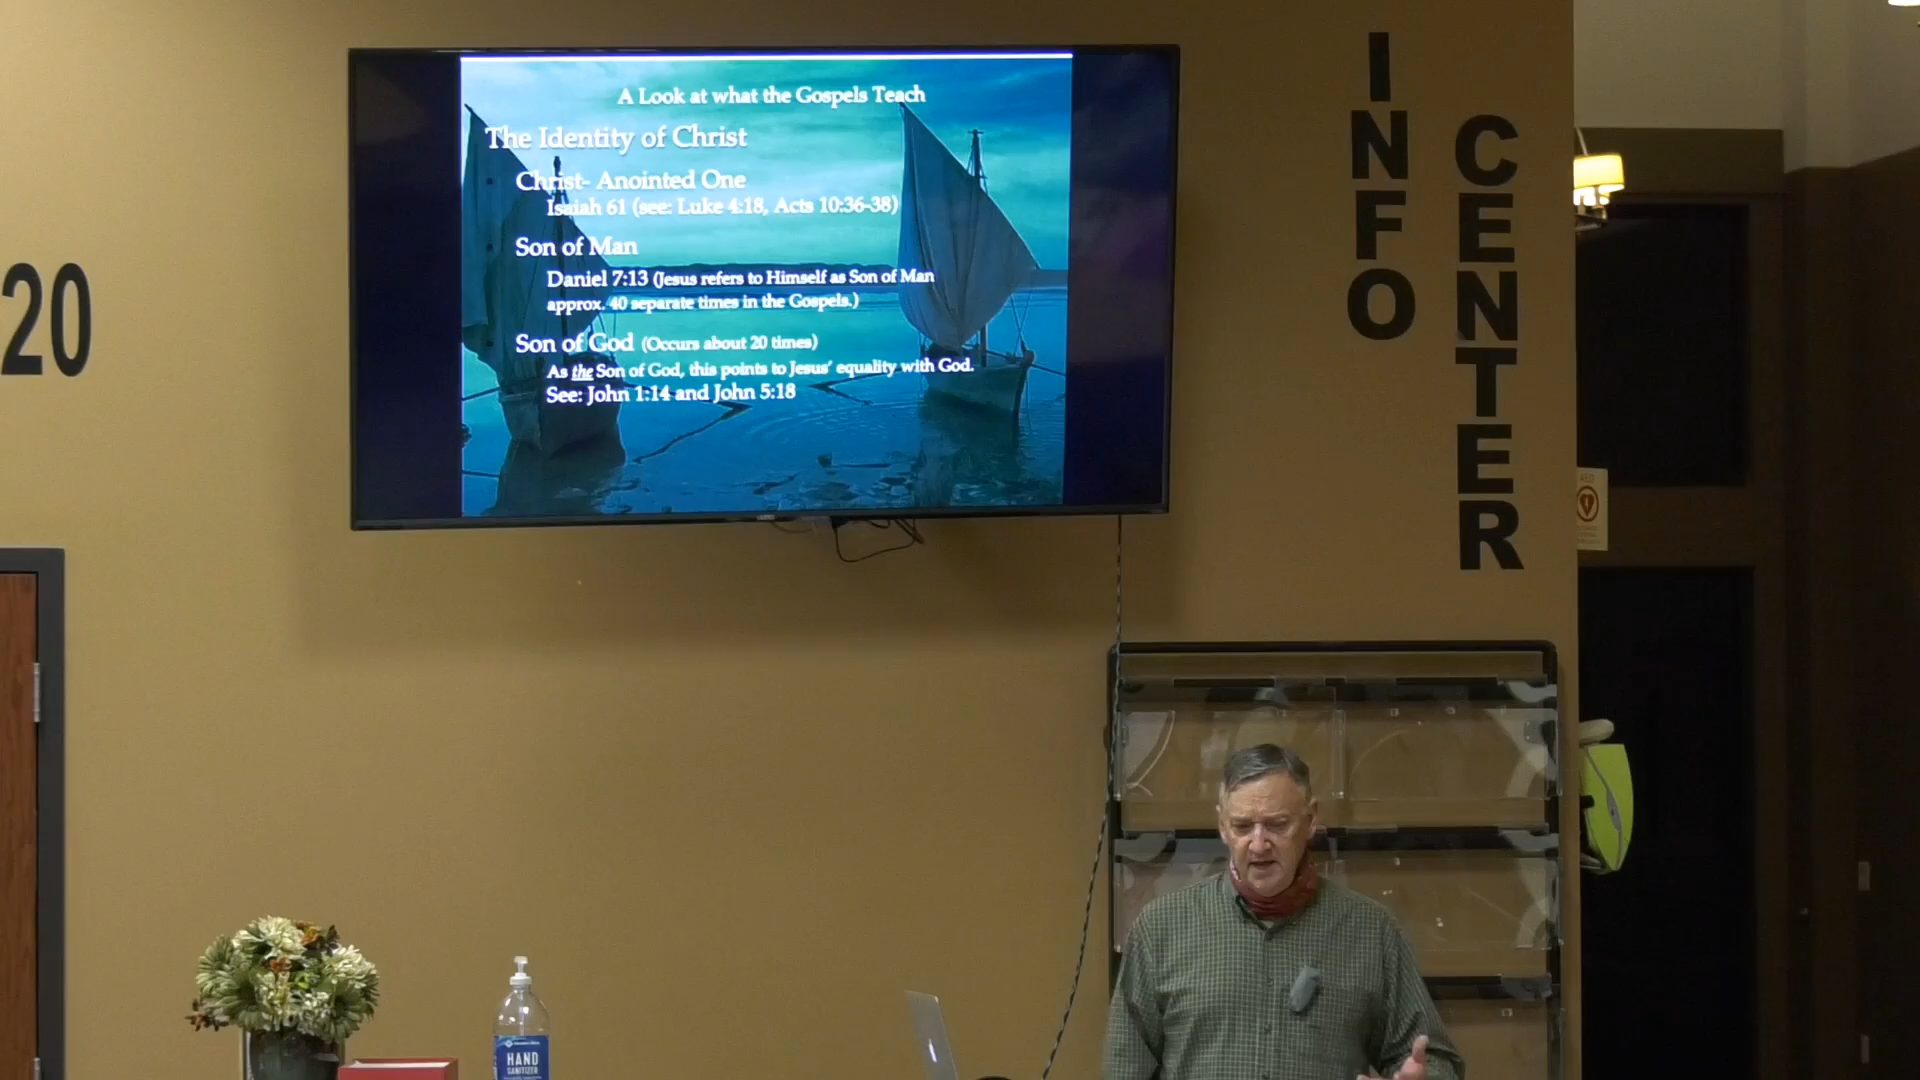 A Look at what the Gospels Teach
The Identity of Christ
Christ- Anointed One
Isaiah 61 (see: Luke 4:18, Acts 10:36-38)
Son of Man
Daniel 7:13 (Jesus refers to Himself as Son of Man
approx. 40 separate times in the Gospels.)
Son of God (Occurs about 20 times)
As the Son of God, this points to Jesus' equality with God.
See: John 1:14 and John 5:18
INFO
CENTER
20
HAND
SANITIZER